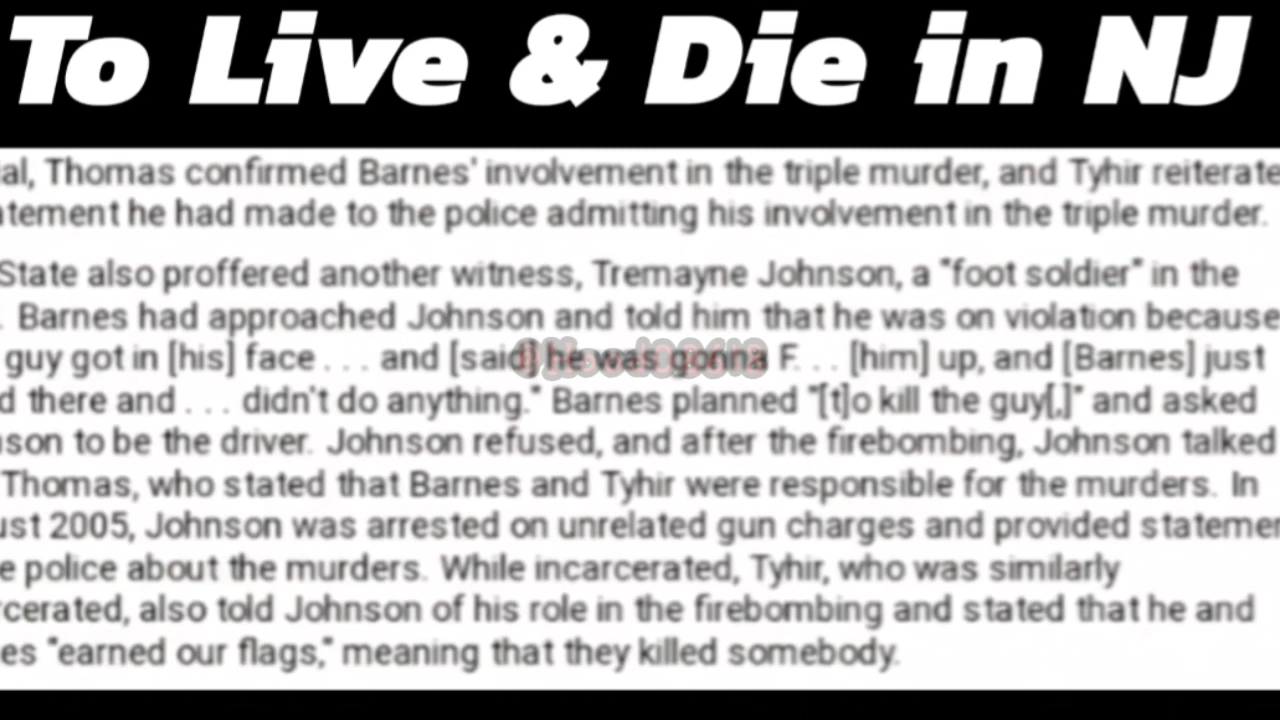 To Live & Die in NJ
ial, Thomas confirmed Barnes' involvement in the triple murder, and Tyhir reiterate
atement he had made to the police admitting his involvement in the triple murder.
State also proffered another witness, Tremayne Johnson, a "foot soldier" in the
. Barnes had approached Johnson and told him that he was on violation because
guy got in [his] face . . . and [said] he was gonna F. . . [him] up, and [Barnes] just
d there and . . . didn't do anything." Barnes planned "[t]o kill the guy[,]" and asked
nson to be the driver. Johnson refused, and after the firebombing, Johnson talked
Thomas, who stated that Barnes and Tyhir were responsible for the murders. In
ust 2005, Johnson was arrested on unrelated gun charges and provided statemen
e police about the murders. While incarcerated, Tyhir, who was similarly
rcerated, also told Johnson of his role in the firebombing and stated that he and
es "earned our flags," meaning that they killed somebody.